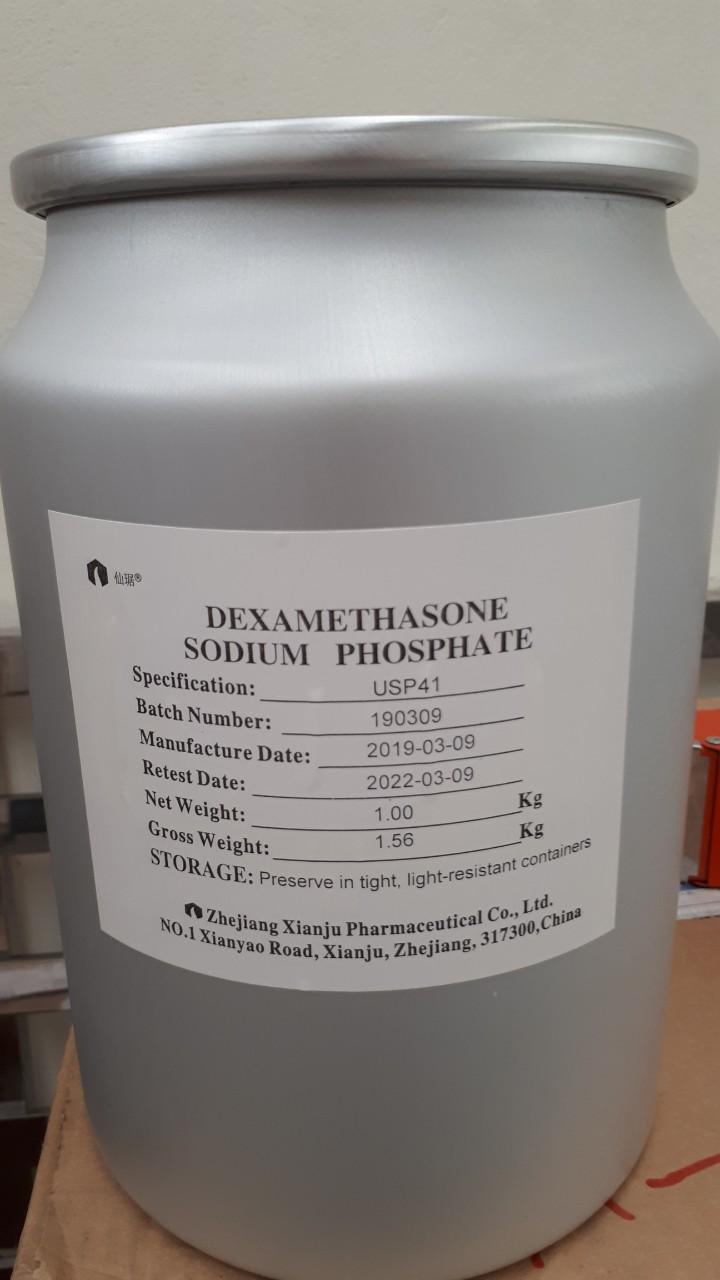 仙琚®
DEXAMETHASONE
SODIUM PHOSPHATE
Specification: USP41
Batch Number: 190309
Manufacture Date: 2019-03-09
Retest Date: 2022-03-09
Net Weight: 1.00 Kg
Gross Weight: 1.56 Kg
STORAGE: Preserve in tight, light-resistant containers
Zhejiang Xianju Pharmaceutical Co., Ltd.
NO.1 Xianyao Road, Xianju, Zhejiang, 317300,China